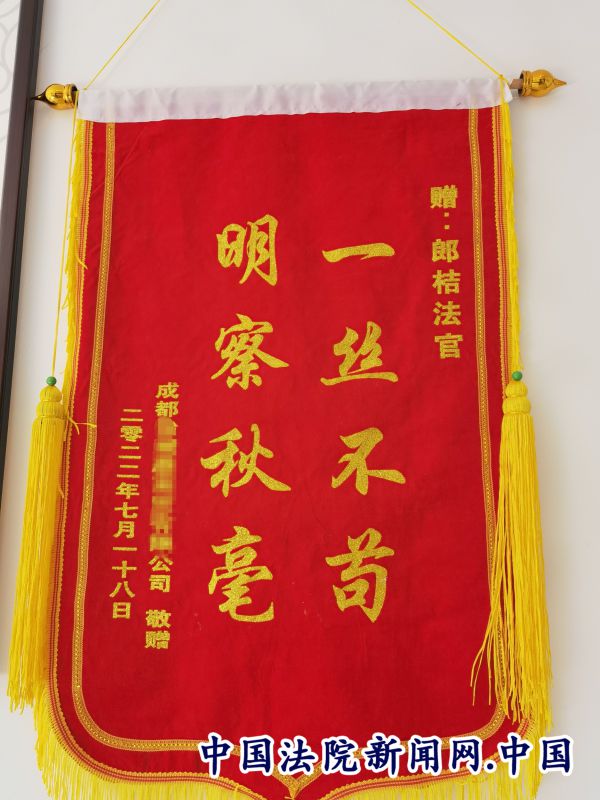 赠：郎桔法官
一丝不苟
明察秋毫
成都公司 敬赠
二零二二年七月一十八日
中国法院新闻网.中国